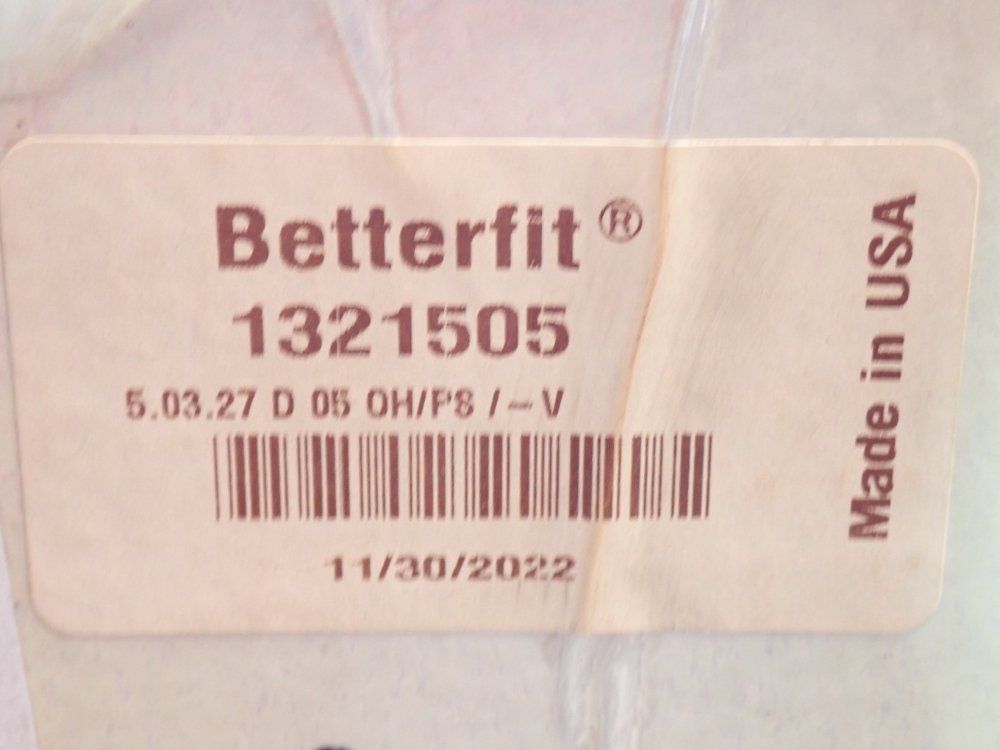 Betterfit®
1321505
5.03.27 D 05 OH/PS /-- V
11/30/2022
Made in USA